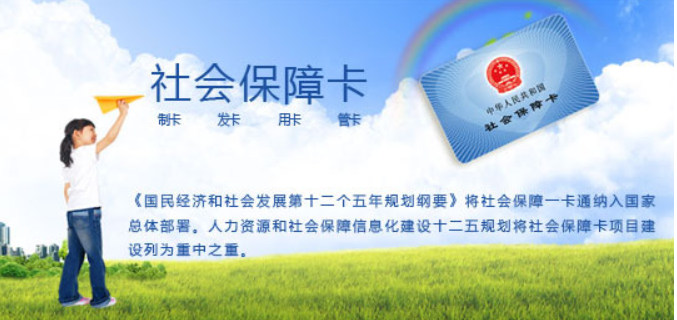 社会保障卡
制卡 发卡 用卡 管卡
中华人民共和国
社会保障卡
《国民经济和社会发展第十二个五年规划纲要》将社会保障一卡通纳入国家
总体部署。人力资源和社会保障信息化建设十二五规划将社会保障卡项目建
设列为重中之重。